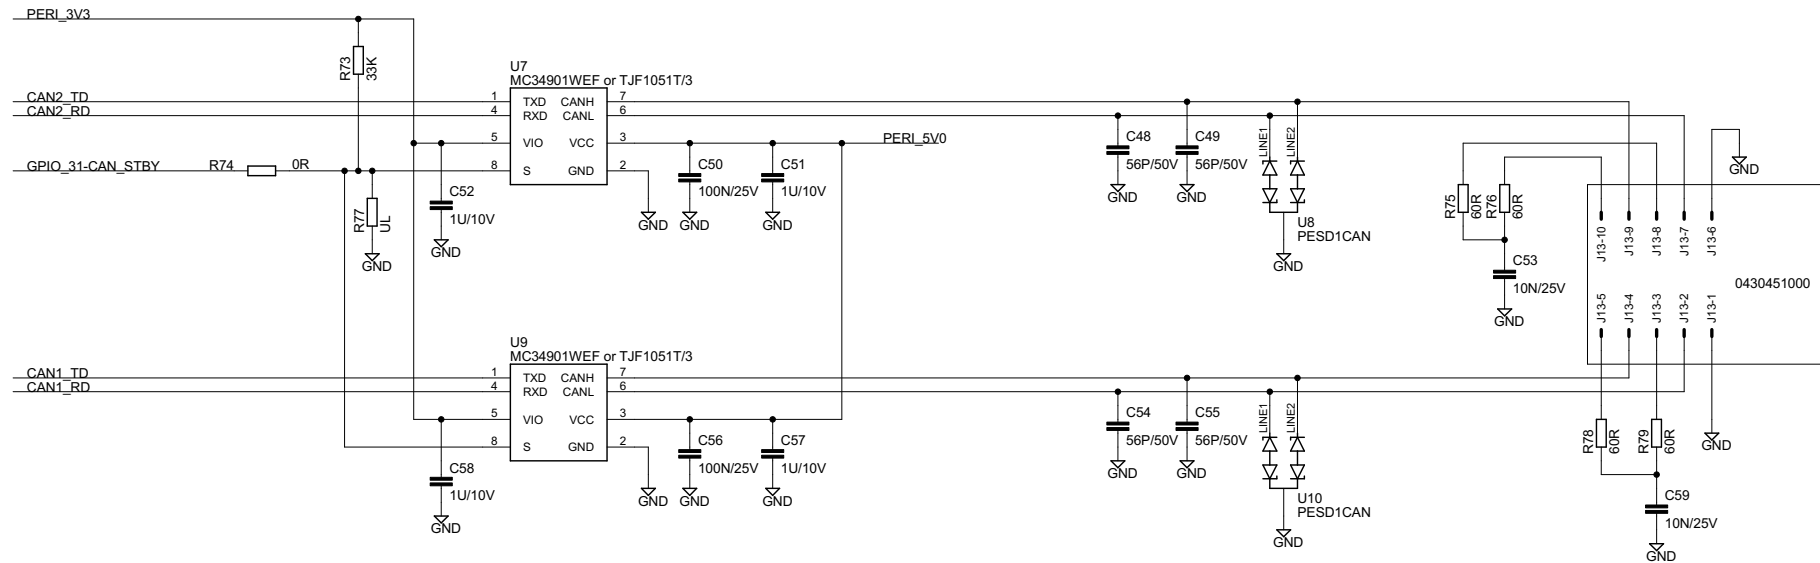 PERI_3V3
R73
33K
U7
MC34901WEF or TJF1051T/3
CAN2_TD
1
TXD
CANH
7
CAN2_RD
4
RXD
CANL
6
5
VIO
VCC
3
PERI_5V0
GPIO_31-CAN_STBY
R74
0R
8
S
GND
2
C52
1U/10V
GND
R77
UL
GND
GND
C50
100N/25V
GND
C51
1U/10V
GND
C48
56P/50V
GND
C49
56P/50V
GND
LINE1
LINE2
U8
PESD1CAN
GND
R75
60R
R76
60R
C53
10N/25V
GND
GND
J13-10
J13-9
J13-8
J13-7
J13-6
0430451000
J13-5
J13-4
J13-3
J13-2
J13-1
U9
MC34901WEF or TJF1051T/3
CAN1_TD
1
TXD
CANH
7
CAN1_RD
4
RXD
CANL
6
5
VIO
VCC
3
8
S
GND
2
C58
1U/10V
GND
GND
C56
100N/25V
GND
C57
1U/10V
GND
C54
56P/50V
GND
C55
56P/50V
GND
LINE1
LINE2
U10
PESD1CAN
GND
R78
60R
R79
60R
GND
C59
10N/25V
GND